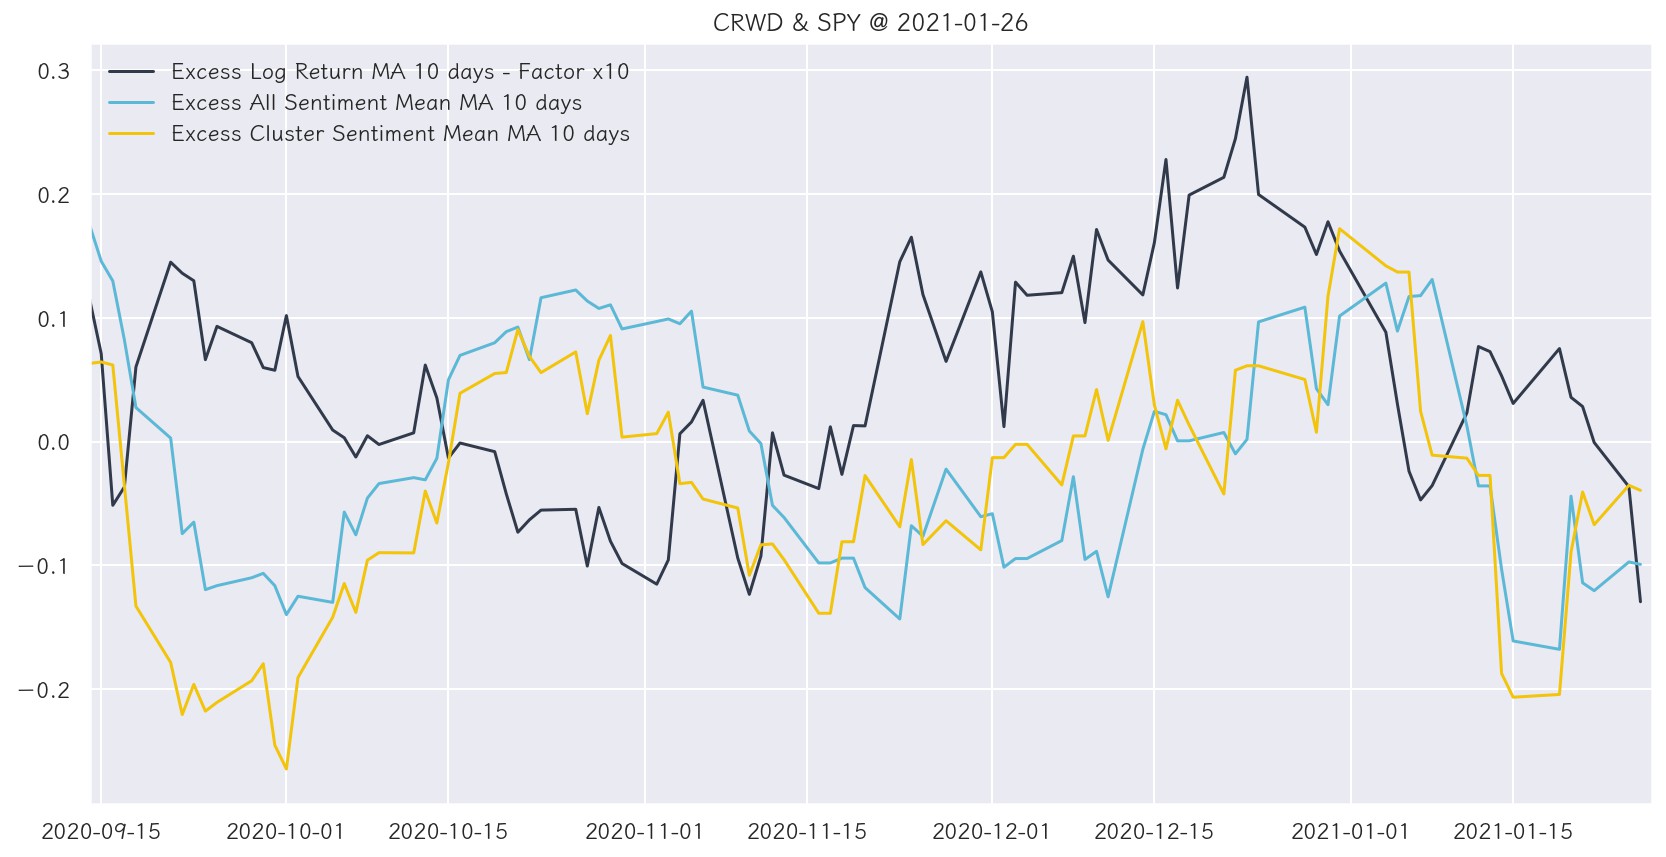 CRWD & SPY @ 2021-01-26
Excess Log Return MA 10 days - Factor x10
Excess All Sentiment Mean MA 10 days
Excess Cluster Sentiment Mean MA 10 days
0.3
0.2
0.1
0.0
−0.1
−0.2
2020-09-15 2020-10-01 2020-10-15 2020-11-01 2020-11-15 2020-12-01 2020-12-15 2021-01-01 2021-01-15